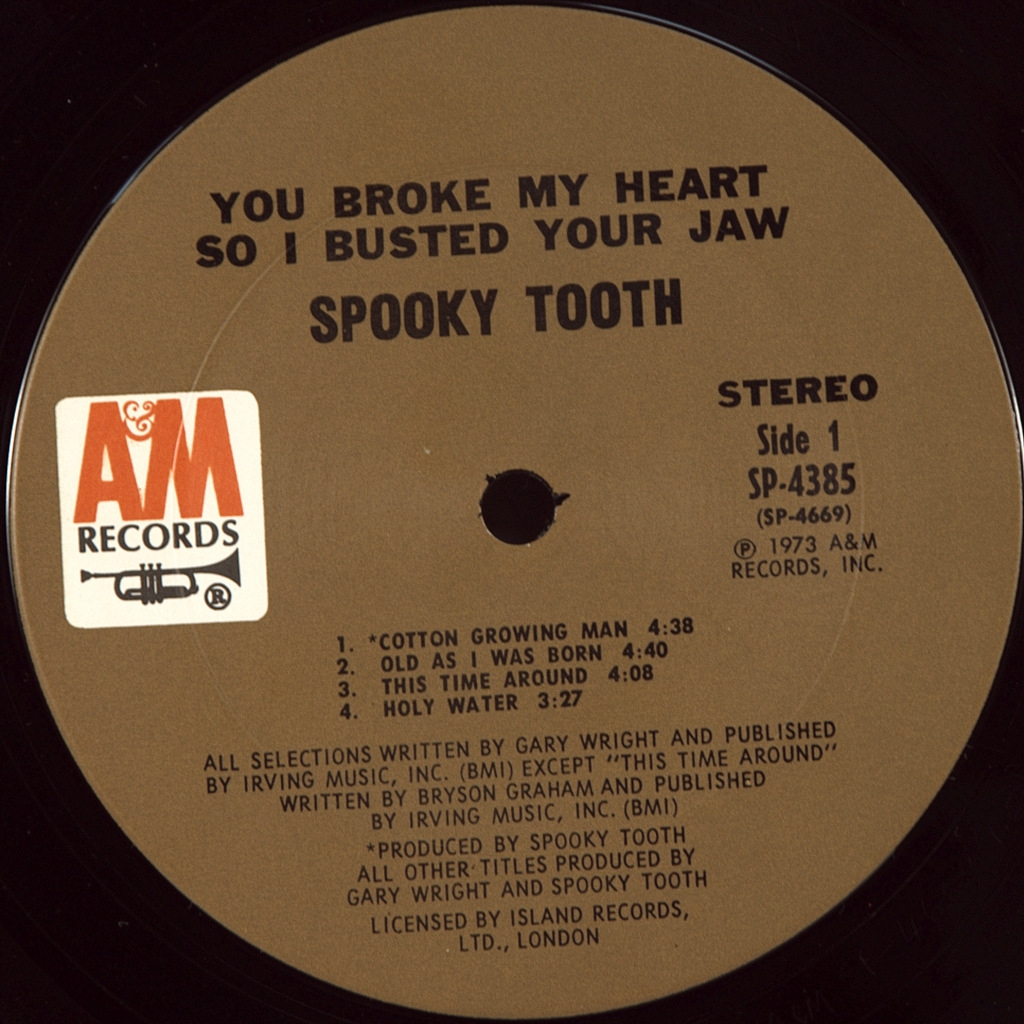 YOU BROKE MY HEART
SO I BUSTED YOUR JAW
SPOOKY TOOTH
A&M
RECORDS
®
STEREO
Side 1
SP-4385
(SP-4669)
℗ 1973 A&M
RECORDS, INC.
1. *COTTON GROWING MAN 4:38
2. OLD AS I WAS BORN 4:40
3. THIS TIME AROUND 4:08
4. HOLY WATER 3:27
ALL SELECTIONS WRITTEN BY GARY WRIGHT AND PUBLISHED
BY IRVING MUSIC, INC. (BMI) EXCEPT "THIS TIME AROUND"
WRITTEN BY BRYSON GRAHAM AND PUBLISHED
BY IRVING MUSIC, INC. (BMI)
*PRODUCED BY SPOOKY TOOTH
ALL OTHER TITLES PRODUCED BY
GARY WRIGHT AND SPOOKY TOOTH
LICENSED BY ISLAND RECORDS,
LTD., LONDON